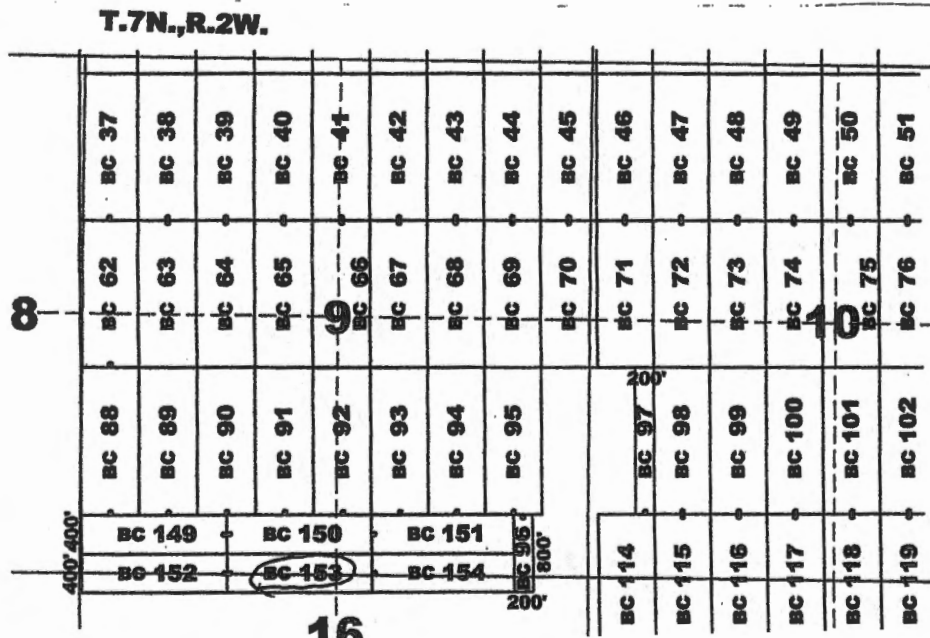 T.7N.,R.2W.
BC 37 BC 38 BC 39 BC 40 BC 41 BC 42 BC 43 BC 44 BC 45 BC 46 BC 47 BC 48 BC 49 BC 50 BC 51
BC 62 BC 63 BC 64 BC 65 BC 66 BC 67 BC 68 BC 69 BC 70 BC 71 BC 72 BC 73 BC 74 BC 75 BC 76
8 9 10
200'
BC 88 BC 89 BC 90 BC 91 BC 92 BC 93 BC 94 BC 95 BC 97 BC 98 BC 99 BC 100 BC 101 BC 102
400' BC 149 BC 150 BC 151 BC 96 800'
400' BC 152 BC 153 BC 154 BC 114 BC 115 BC 116 BC 117 BC 118 BC 119
200'
16